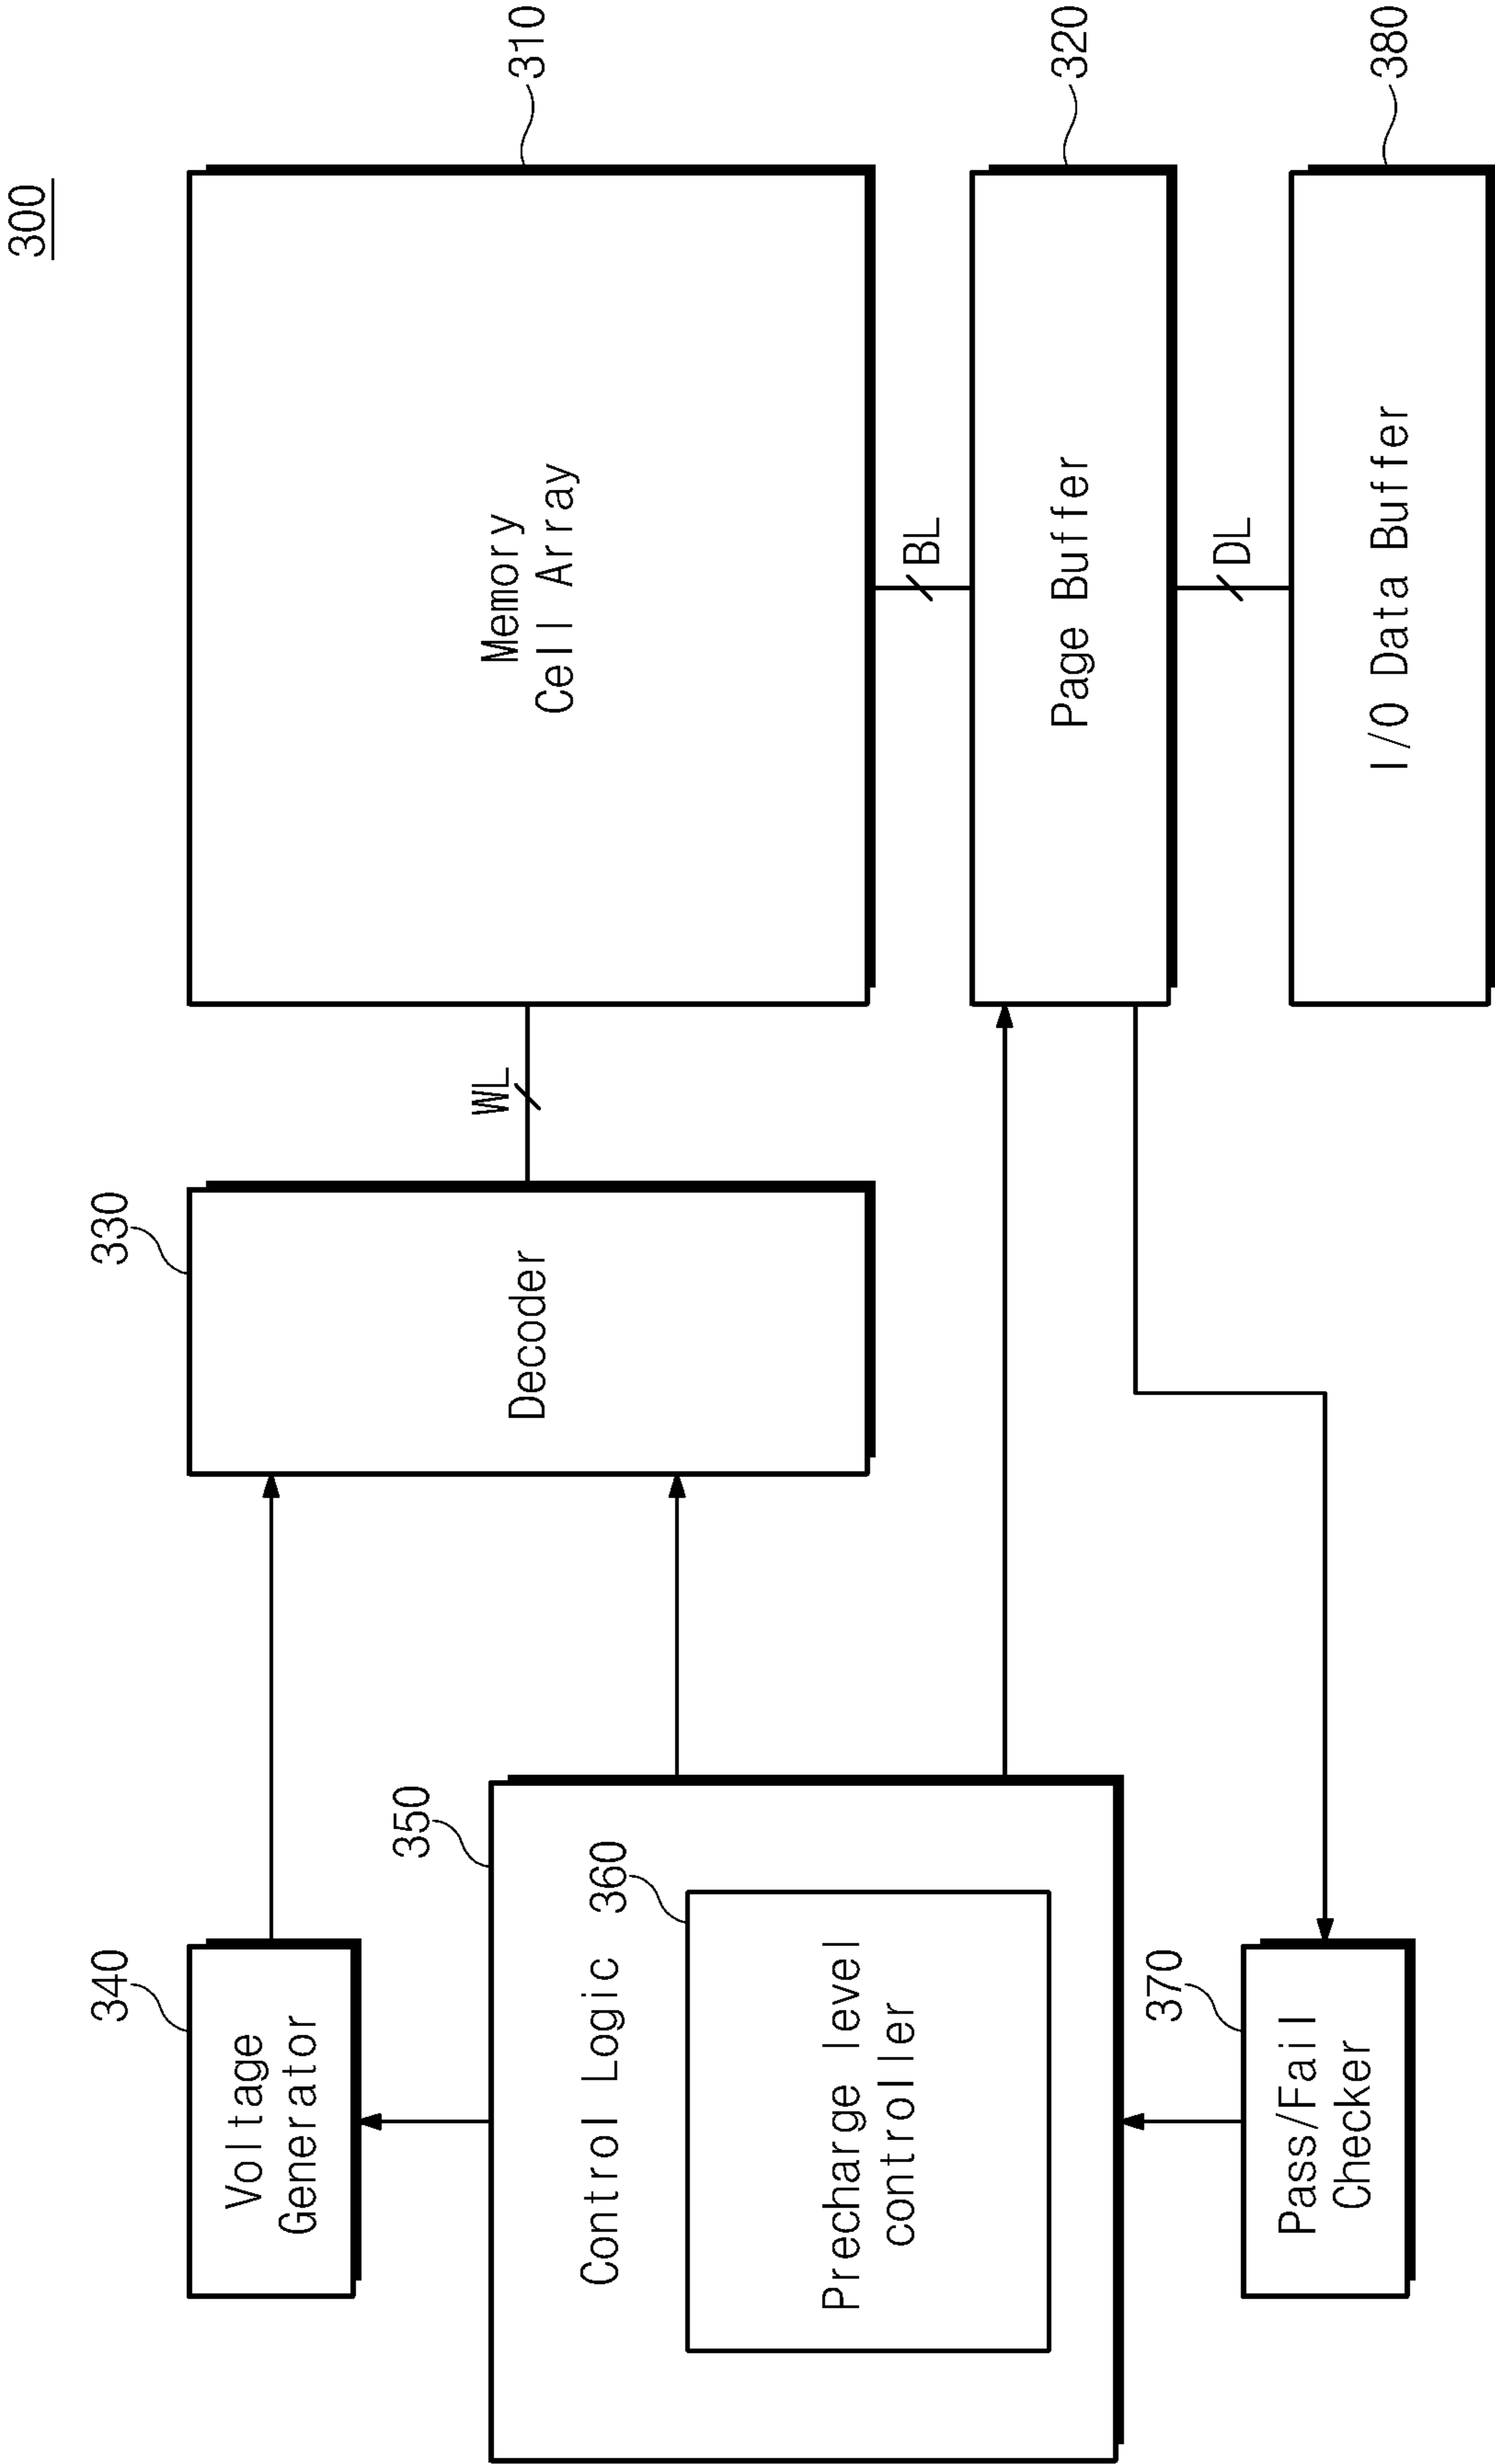 300
340
Voltage
Generator
330
Decoder
WL
310
Memory
Cell Array
350
Control Logic
360
Precharge level
controller
BL
320
Page Buffer
370
Pass/Fail
Checker
DL
380
I/O Data Buffer